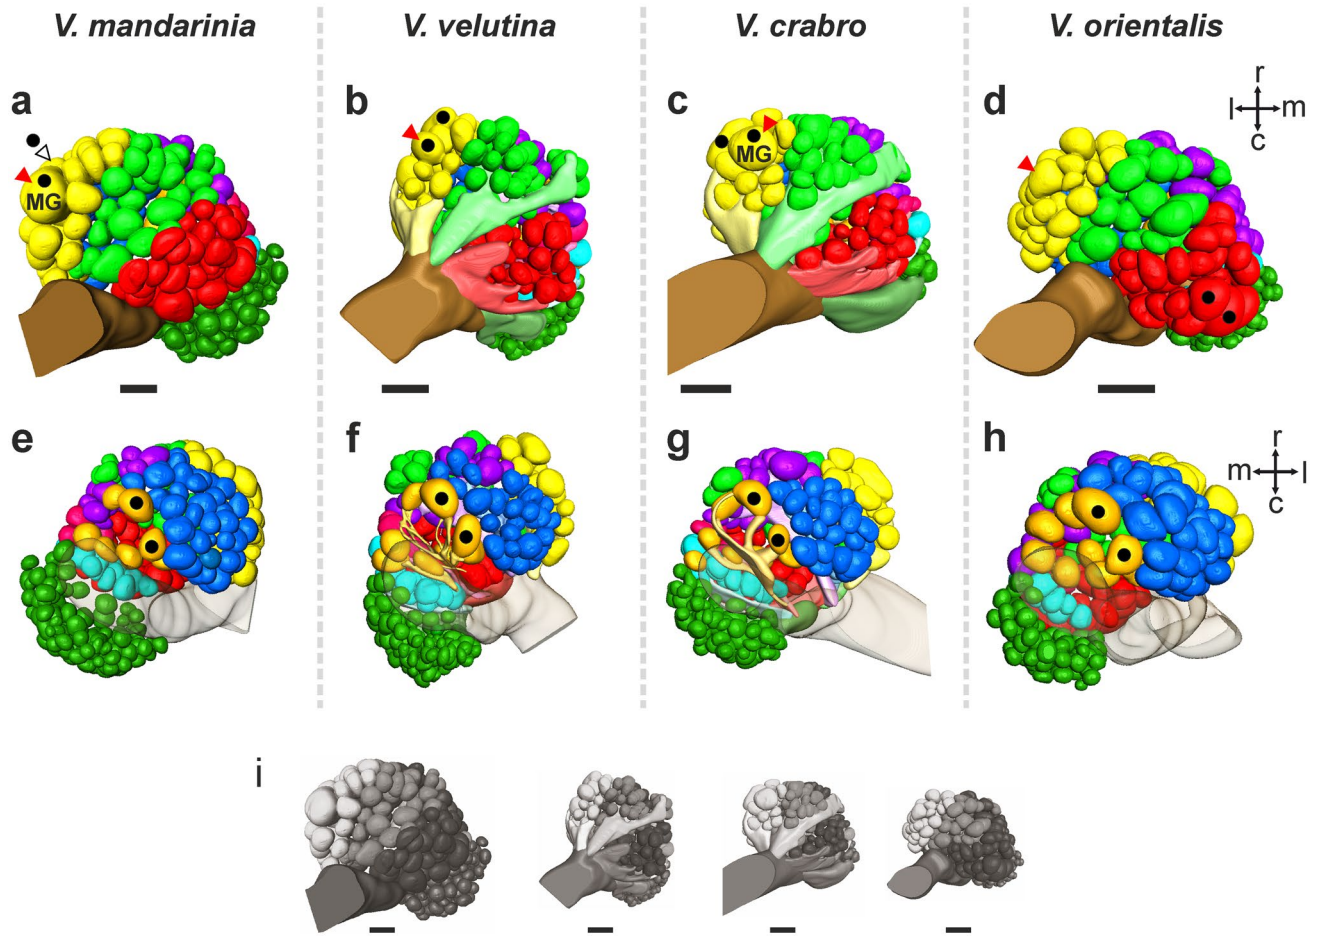 V. mandarinia V. velutina V. crabro V. orientalis
a b c d
r
l m
c
MG MG
e f g h
r
m l
c
i